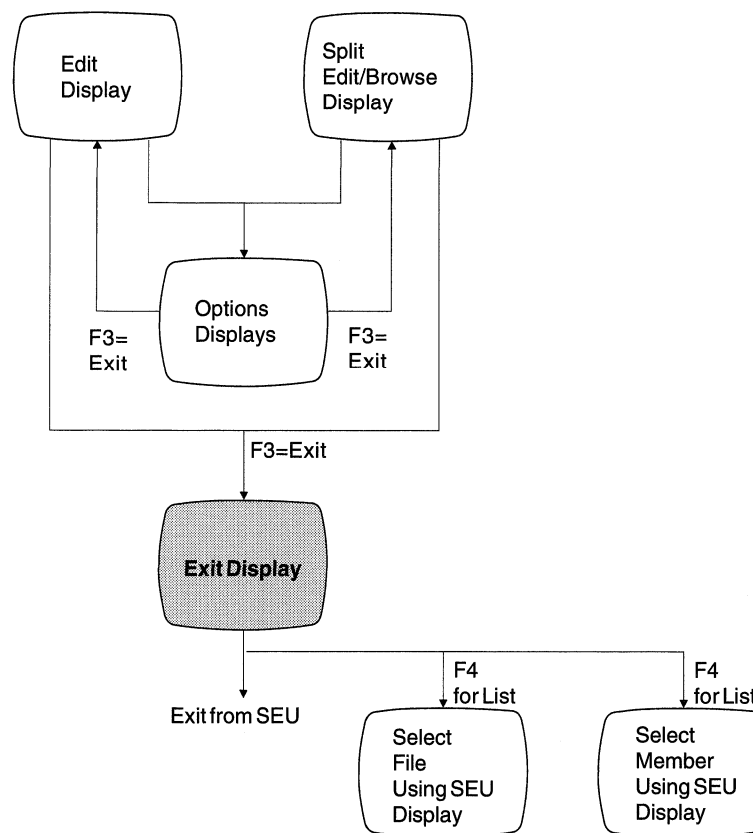 Edit
Display
Split
Edit/Browse
Display
Options
Displays
F3=
Exit
F3=
Exit
F3=Exit
Exit Display
Exit from SEU
F4
for List
F4
for List
Select
File
Using SEU
Display
Select
Member
Using SEU
Display